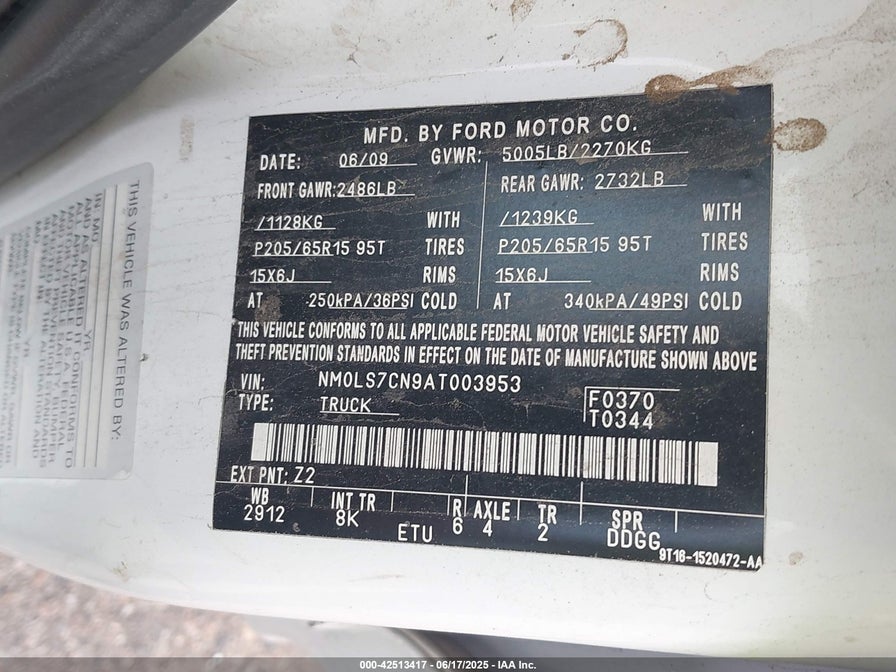 MFD. BY FORD MOTOR CO.
DATE: 06/09 GVWR: 5005LB/2270KG
FRONT GAWR: 2486LB REAR GAWR: 2732LB
/1128KG WITH /1239KG WITH
P205/65R15 95T TIRES P205/65R15 95T TIRES
15X6J RIMS 15X6J RIMS
AT 250kPA/36PSI COLD AT 340kPA/49PSI COLD
THIS VEHICLE CONFORMS TO ALL APPLICABLE FEDERAL MOTOR VEHICLE SAFETY AND
THEFT PREVENTION STANDARDS IN EFFECT ON THE DATE OF MANUFACTURE SHOWN ABOVE
VIN: NM0LS7CN9AT003953
TYPE: TRUCK
F0370
T0344
EXT PNT: Z2
WB INT TR R AXLE TR SPR
2912 8K 6 4 2 DDGG
ETU
9T16-1520472-AA
THIS VEHICLE WAS ALTERED BY:
IN MO. YR.
000-42513417 - 06/17/2025 - IAA Inc.